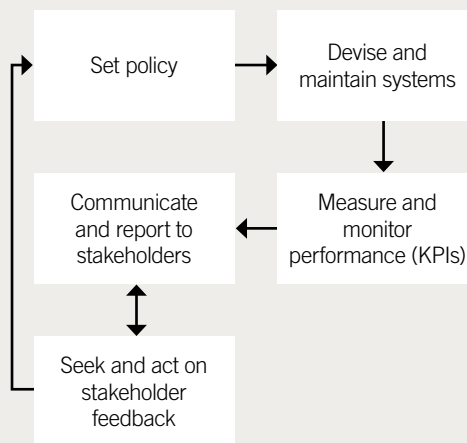 Set policy
Devise and
maintain systems
Measure and
monitor
performance (KPIs)
Communicate
and report to
stakeholders
Seek and act on
stakeholder
feedback